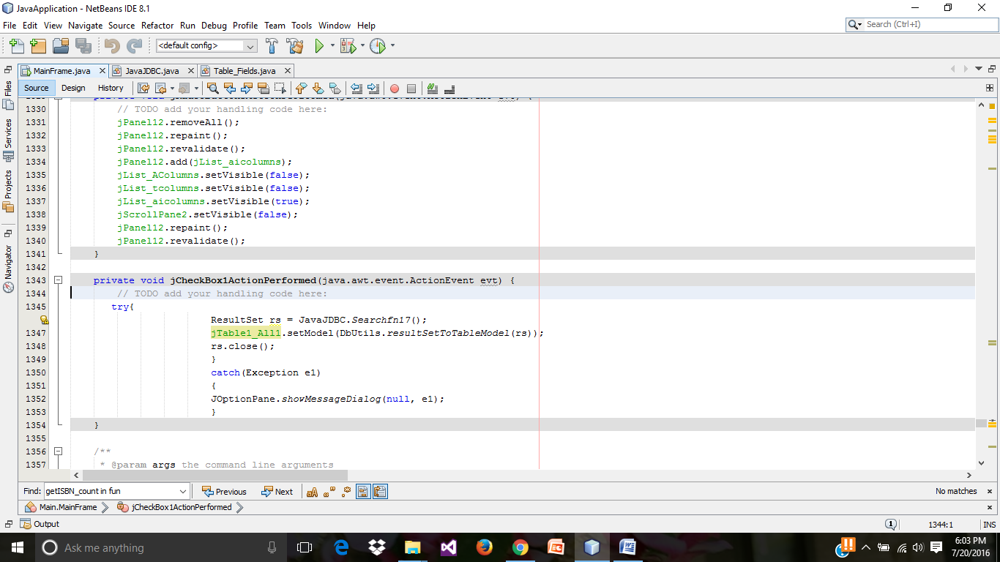 JavaApplication - NetBeans IDE 8.1
File Edit View Navigate Source Refactor Run Debug Profile Team Tools Window Help
Search (Ctrl+I)
<default config>
MainFrame.java JavaJDBC.java Table_Fields.java
Source Design History
Files
Services
Projects
Navigator
1330 // TODO add your handling code here:
1331 jPanel12.removeAll();
1332 jPanel12.repaint();
1333 jPanel12.revalidate();
1334 jPanel12.add(jList_aicolumns);
1335 jList_AColumns.setVisible(false);
1336 jList_tcolumns.setVisible(false);
1337 jList_aicolumns.setVisible(true);
1338 jScrollPane2.setVisible(false);
1339 jPanel12.repaint();
1340 jPanel12.revalidate();
1341 }
1342
1343 private void jCheckBox1ActionPerformed(java.awt.event.ActionEvent evt) {
1344 // TODO add your handling code here:
1345 try{
ResultSet rs = JavaJDBC.Searchfn17();
1347 jTable1_All1.setModel(DbUtils.resultSetToTableModel(rs));
1348 rs.close();
1349 }
1350 catch(Exception e1)
1351 {
1352 JOptionPane.showMessageDialog(null, e1);
1353 }
1354 }
1355
1356 /**
1357 * @param args the command line arguments
Find: getISBN_count in fun Previous Next aA No matches
Main.MainFrame jCheckBox1ActionPerformed
Output 1 1344:1 INS
Ask me anything
6:03 PM
7/20/2016